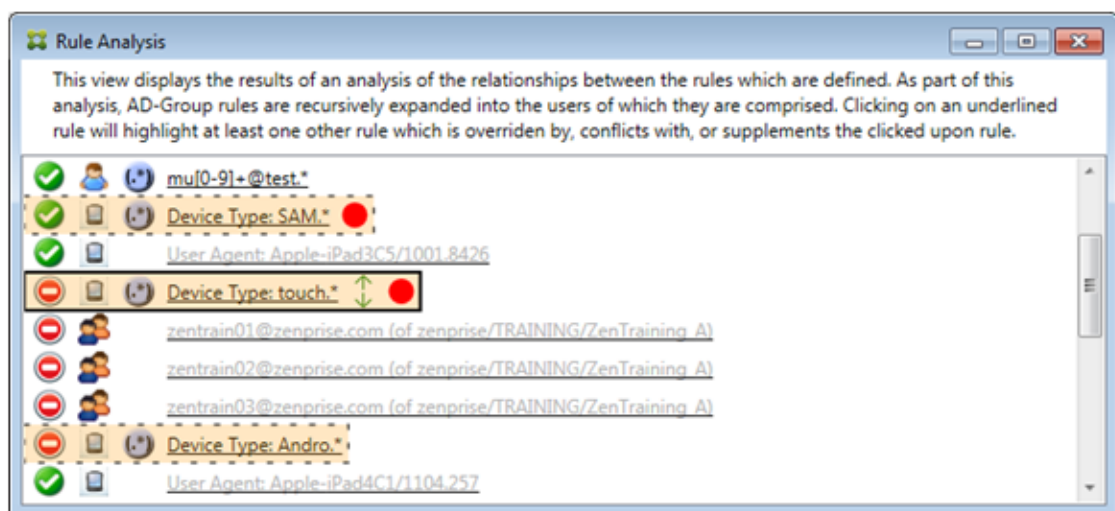 Rule Analysis
This view displays the results of an analysis of the relationships between the rules which are defined. As part of this
analysis, AD-Group rules are recursively expanded into the users of which they are comprised. Clicking on an underlined
rule will highlight at least one other rule which is overriden by, conflicts with, or supplements the clicked upon rule.
(.*) mu[0-9]+@test.*
(.*) Device Type: SAM.*
User Agent: Apple-iPad3C5/1001.8426
(.*) Device Type: touch.*
zentrain01@zenprise.com (of zenprise/TRAINING/ZenTraining_A)
zentrain02@zenprise.com (of zenprise/TRAINING/ZenTraining_A)
zentrain03@zenprise.com (of zenprise/TRAINING/ZenTraining_A)
(.*) Device Type: Andro.*
User Agent: Apple-iPad4C1/1104.257